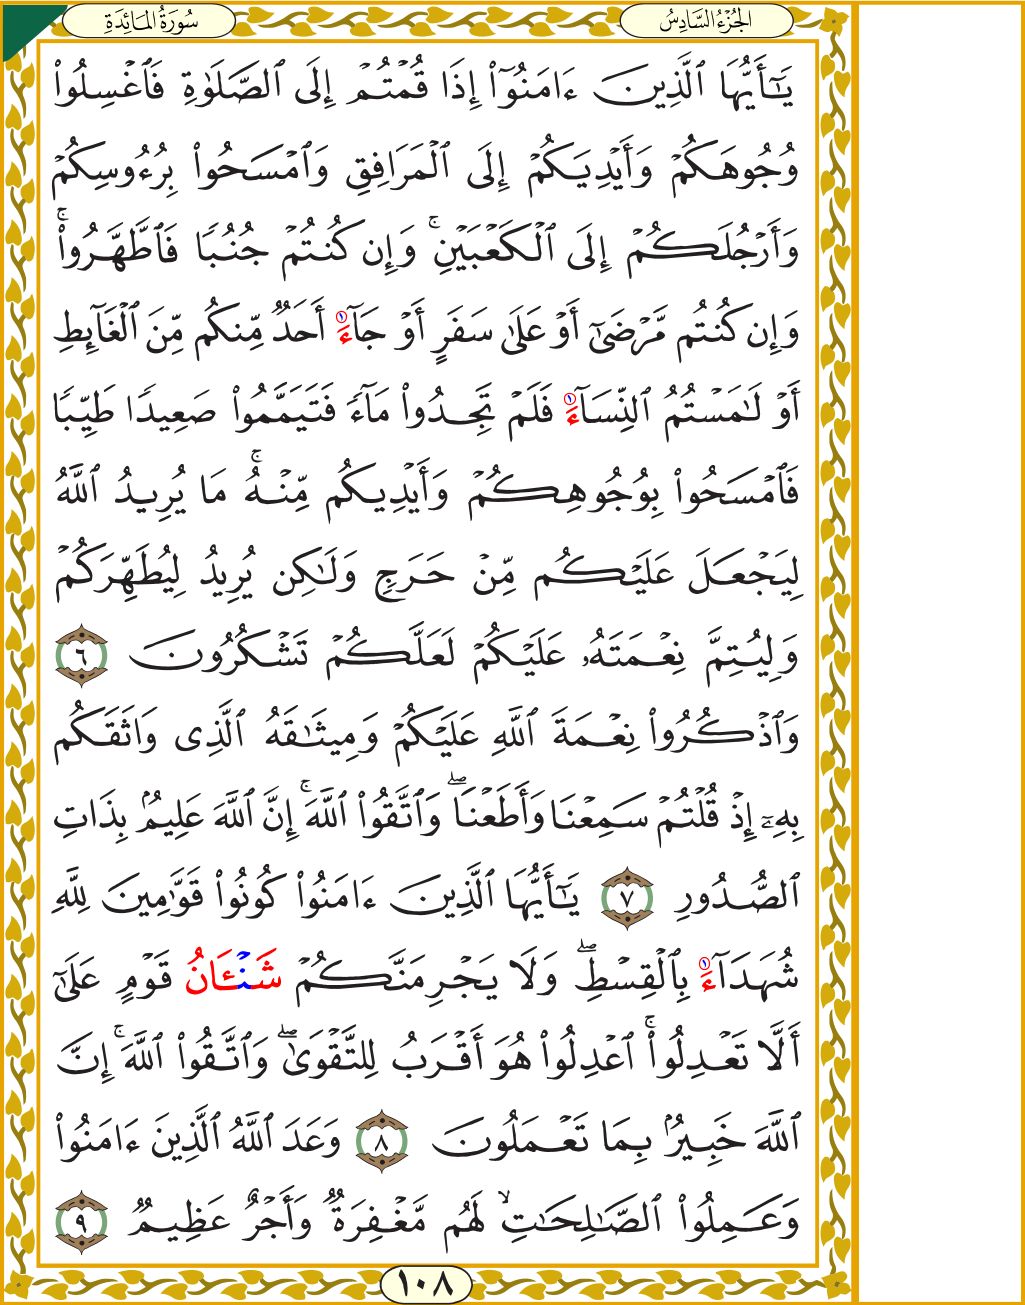 الجُزْءُ السَّادِسُ
سُورَةُ المَائِدَةِ
يَـٰٓأَيُّهَا ٱلَّذِينَ ءَامَنُوٓا۟ إِذَا قُمْتُمْ إِلَى ٱلصَّلَوٰةِ فَٱغْسِلُوا۟
وُجُوهَكُمْ وَأَيْدِيَكُمْ إِلَى ٱلْمَرَافِقِ وَٱمْسَحُوا۟ بِرُءُوسِكُمْ
وَأَرْجُلَكُمْ إِلَى ٱلْكَعْبَيْنِ ۚ وَإِن كُنتُمْ جُنُبًا فَٱطَّهَّرُوا۟ ۚ
وَإِن كُنتُم مَّرْضَىٰٓ أَوْ عَلَىٰ سَفَرٍ أَوْ جَآءَ١ أَحَدٌ مِّنكُم مِّنَ ٱلْغَآئِطِ
أَوْ لَـٰمَسْتُمُ ٱلنِّسَآءَ١ فَلَمْ تَجِدُوا۟ مَآءً فَتَيَمَّمُوا۟ صَعِيدًا طَيِّبًا
فَٱمْسَحُوا۟ بِوُجُوهِكُمْ وَأَيْدِيكُم مِّنْهُ ۚ مَا يُرِيدُ ٱللَّهُ
لِيَجْعَلَ عَلَيْكُم مِّنْ حَرَجٍ وَلَـٰكِن يُرِيدُ لِيُطَهِّرَكُمْ
وَلِيُتِمَّ نِعْمَتَهُۥ عَلَيْكُمْ لَعَلَّكُمْ تَشْكُرُونَ ٦
وَٱذْكُرُوا۟ نِعْمَةَ ٱللَّهِ عَلَيْكُمْ وَمِيثَـٰقَهُ ٱلَّذِى وَاثَقَكُم
بِهِۦٓ إِذْ قُلْتُمْ سَمِعْنَا وَأَطَعْنَا ۖ وَٱتَّقُوا۟ ٱللَّهَ ۚ إِنَّ ٱللَّهَ عَلِيمٌۢ بِذَاتِ
ٱلصُّدُورِ ٧ يَـٰٓأَيُّهَا ٱلَّذِينَ ءَامَنُوا۟ كُونُوا۟ قَوَّٰمِينَ لِلَّهِ
شُهَدَآءَ١ بِٱلْقِسْطِ ۖ وَلَا يَجْرِمَنَّكُمْ شَنْـَٔانُ قَوْمٍ عَلَىٰٓ
أَلَّا تَعْدِلُوا۟ ۚ ٱعْدِلُوا۟ هُوَ أَقْرَبُ لِلتَّقْوَىٰ ۖ وَٱتَّقُوا۟ ٱللَّهَ ۚ إِنَّ
ٱللَّهَ خَبِيرٌۢ بِمَا تَعْمَلُونَ ٨ وَعَدَ ٱللَّهُ ٱلَّذِينَ ءَامَنُوا۟
وَعَمِلُوا۟ ٱلصَّـٰلِحَـٰتِ ۙ لَهُم مَّغْفِرَةٌ وَأَجْرٌ عَظِيمٌ ٩
١٠٨